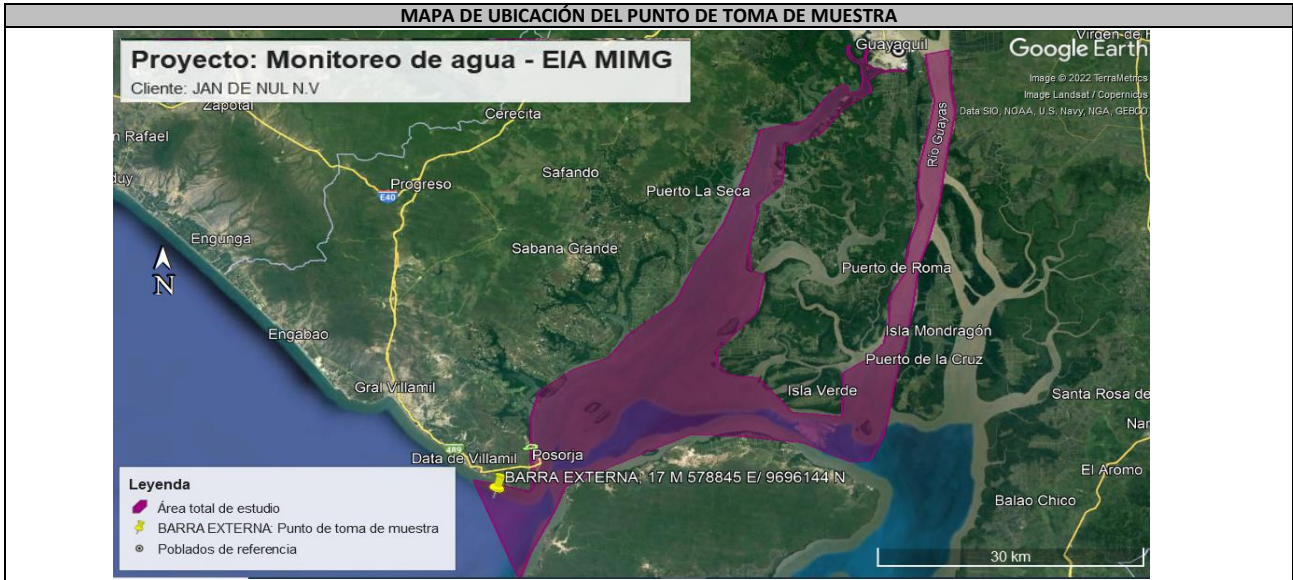 MAPA DE UBICACIÓN DEL PUNTO DE TOMA DE MUESTRA
Proyecto: Monitoreo de agua - EIA MIMG
Cliente: JAN DE NUL N.V
Google Earth
Image © 2022 TerraMetrics
Image Landsat / Copernicus
Data SIO, NOAA, U.S. Navy, NGA, GEBCO
Guayaquil
Virgen de F
Zapotal
Cerecita
n Rafael
Río Guayas
duy
Progreso
E40
Safando
Puerto La Seca
Engunga
Sabana Grande
N
Puerto de Roma
Engabao
Isla Mondragón
Puerto de la Cruz
Gral Villamil
Isla Verde
Santa Rosa de
Nar
489
Data de Villamil
Posorja
BARRA EXTERNA; 17 M 578845 E/ 9696144 N
El Aromo
Balao Chico
Leyenda
Área total de estudio
BARRA EXTERNA: Punto de toma de muestra
Poblados de referencia
30 km